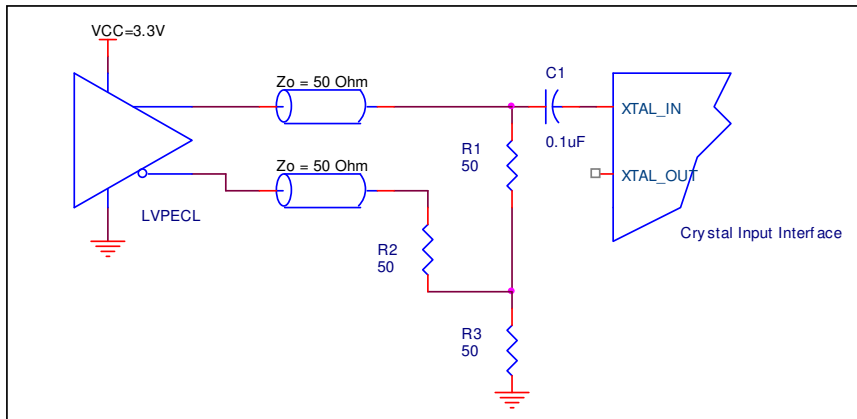 VCC=3.3V
Zo = 50 Ohm
C1
XTAL_IN
0.1uF
R1
50
Zo = 50 Ohm
XTAL_OUT
LVPECL
Crystal Input Interface
R2
50
R3
50